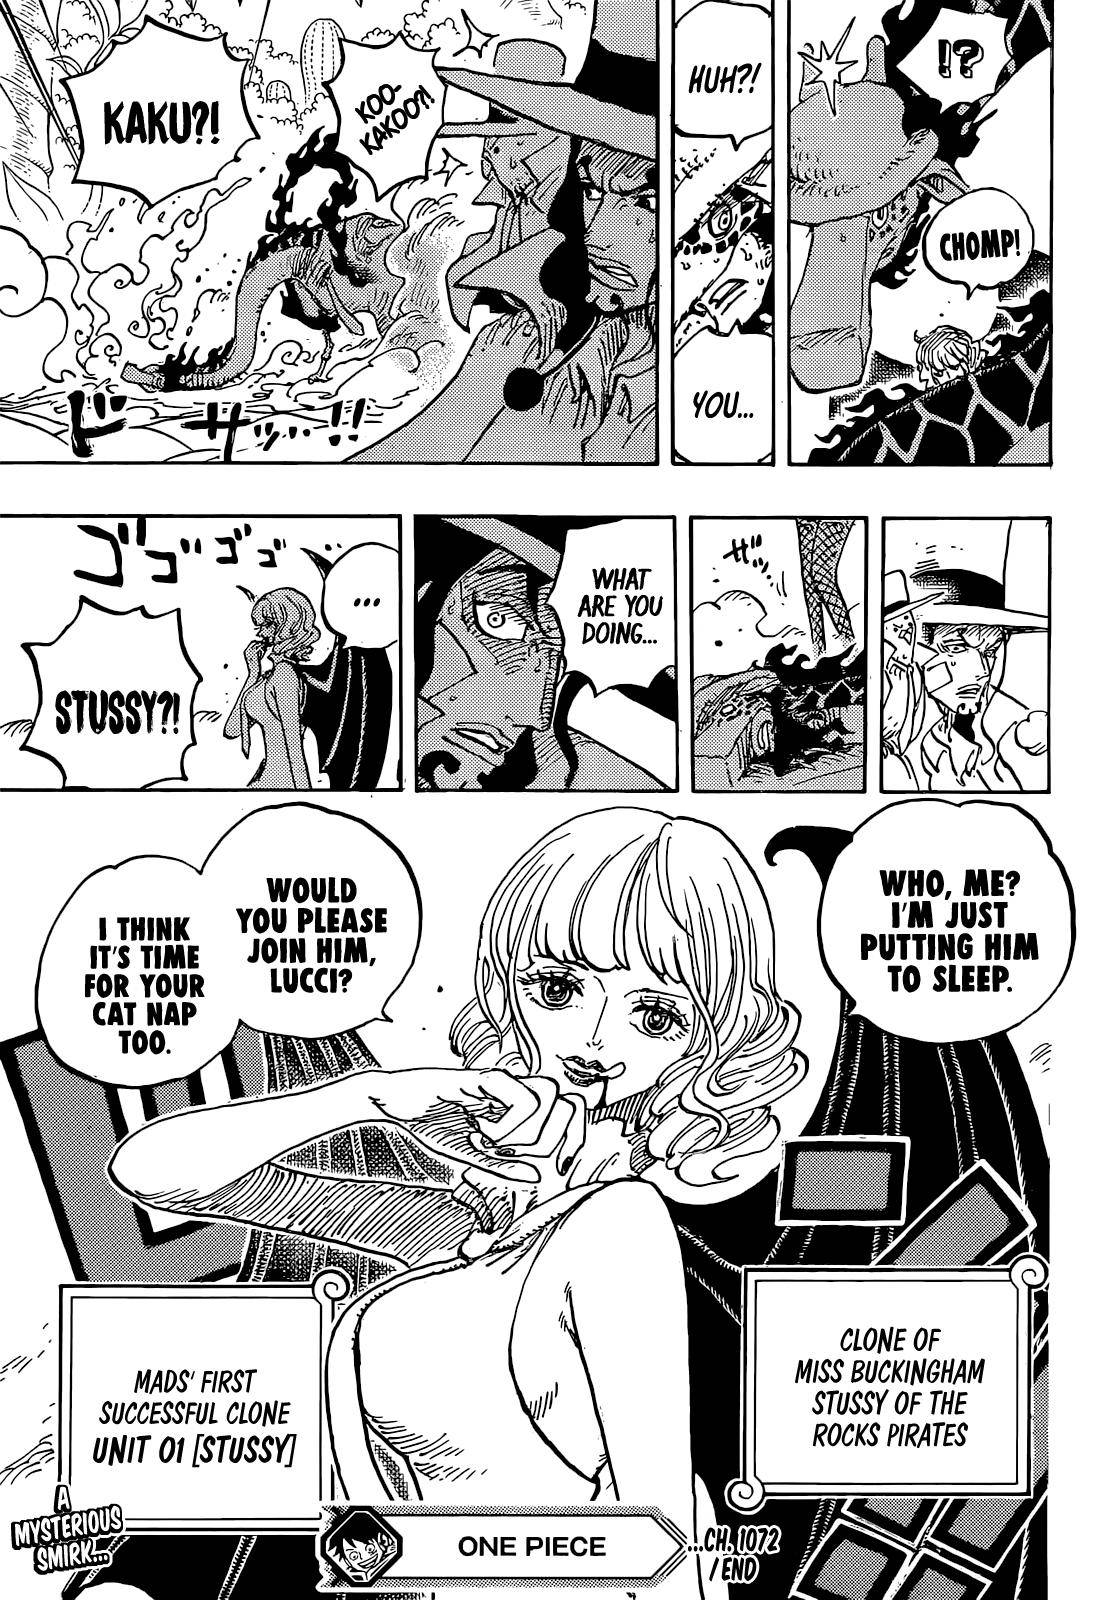 !?
CHOMP!
HUH?!
YOU...
KOO-
KAKOO?!
KAKU?!
ドサッ...!!
ザッ
WHAT
ARE YOU
DOING...
...
ゴゴゴゴ
STUSSY?!
WHO, ME?
I'M JUST
PUTTING HIM
TO SLEEP.
WOULD
YOU PLEASE
JOIN HIM,
LUCCI?
I THINK
IT'S TIME
FOR YOUR
CAT NAP
TOO.
CLONE OF
MISS BUCKINGHAM
STUSSY OF THE
ROCKS PIRATES
MADS' FIRST
SUCCESSFUL CLONE
UNIT 01 [STUSSY]
A
MYSTERIOUS
SMIRK...
ONE PIECE
...CH. 1072
/END